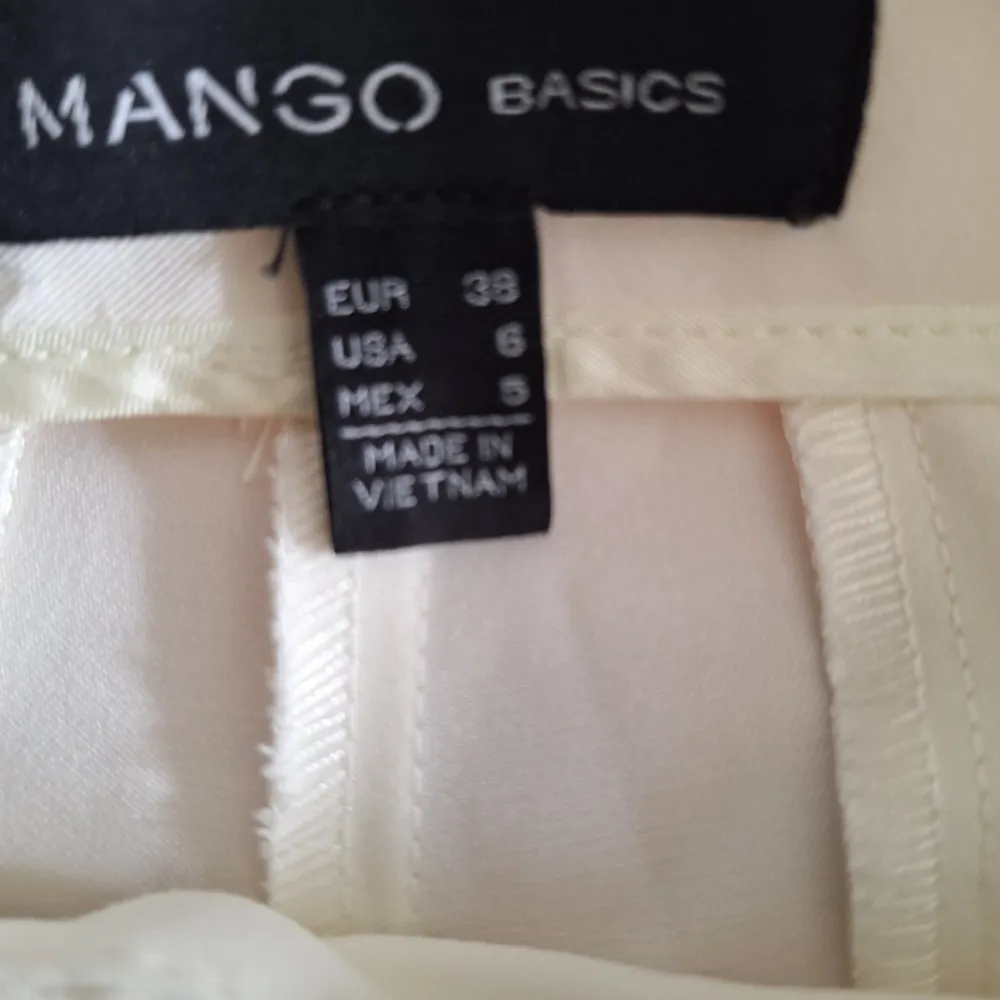 MANGO BASICS
EUR 38
USA 6
MEX 5
MADE IN
VIETNAM